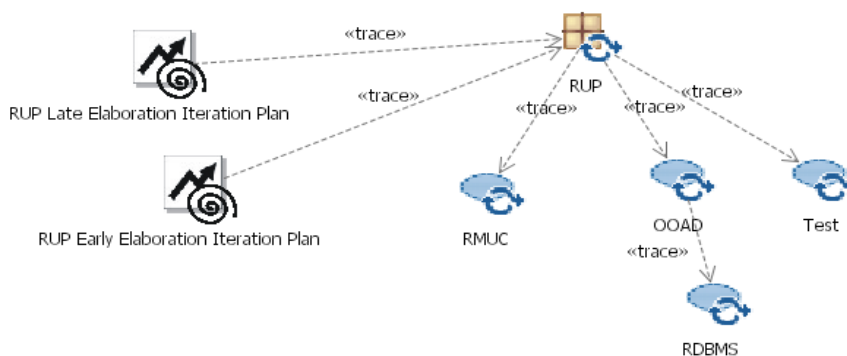 «trace»
RUP
RUP Late Elaboration Iteration Plan
«trace»
«trace»
«trace»
«trace»
RUP Early Elaboration Iteration Plan
RMUC
OOAD
Test
«trace»
RDBMS